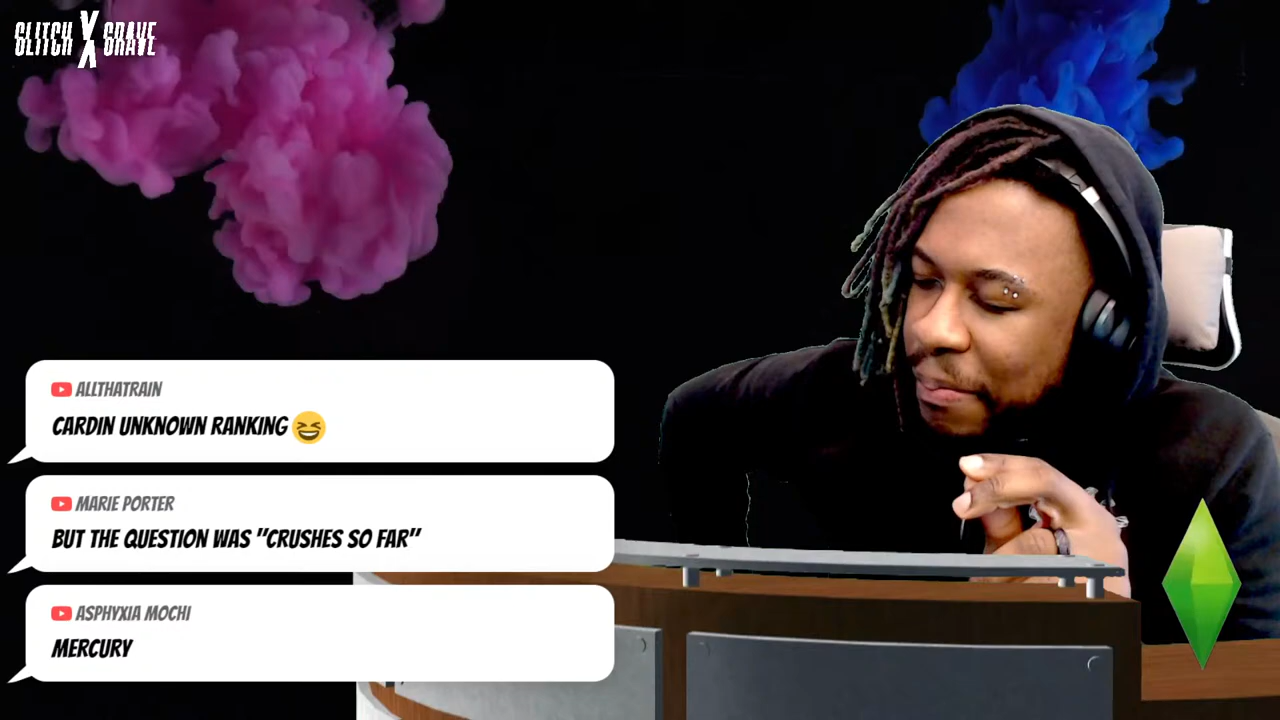 GLITCH X GRAVE
ALLTHATRAIN
CARDIN UNKNOWN RANKING 😆
MARIE PORTER
BUT THE QUESTION WAS "CRUSHES SO FAR"
ASPHYXIA MOCHI
MERCURY